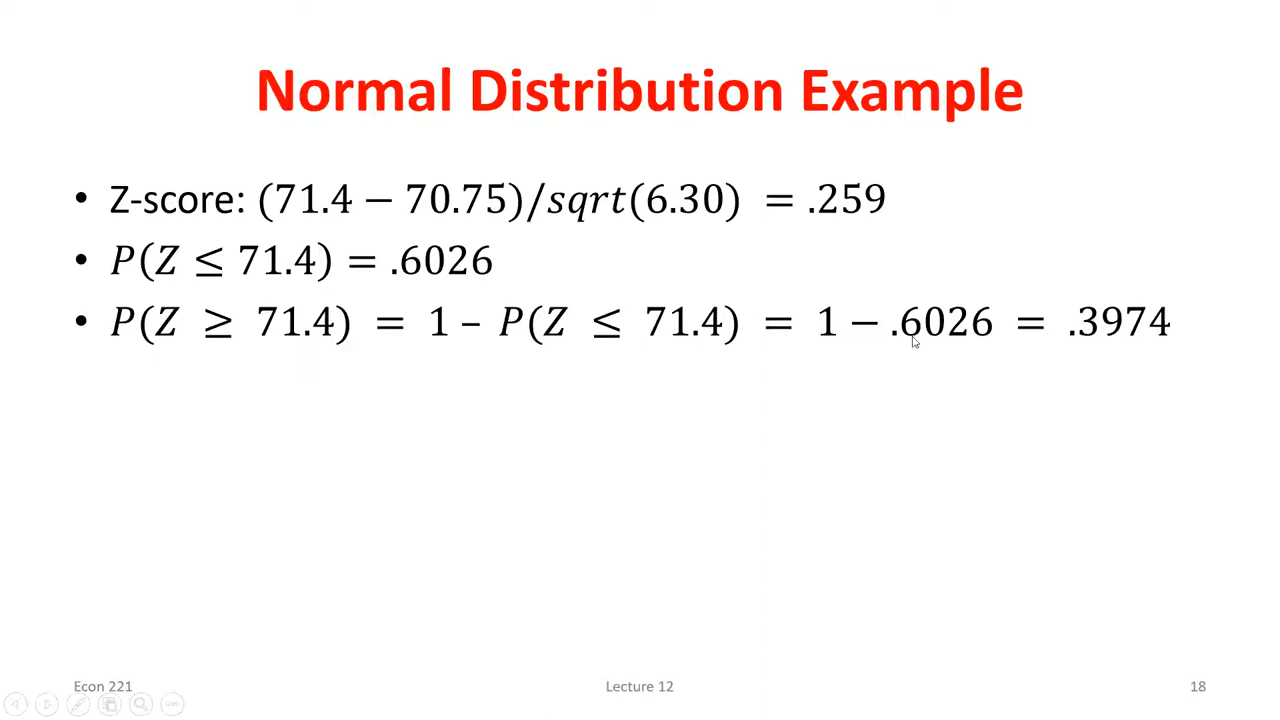 Normal Distribution Example
• Z-score: (71.4 − 70.75)/sqrt(6.30) = .259
• P(Z ≤ 71.4) = .6026
• P(Z ≥ 71.4) = 1 – P(Z ≤ 71.4) = 1 − .6026 = .3974
Econ 221 Lecture 12 18